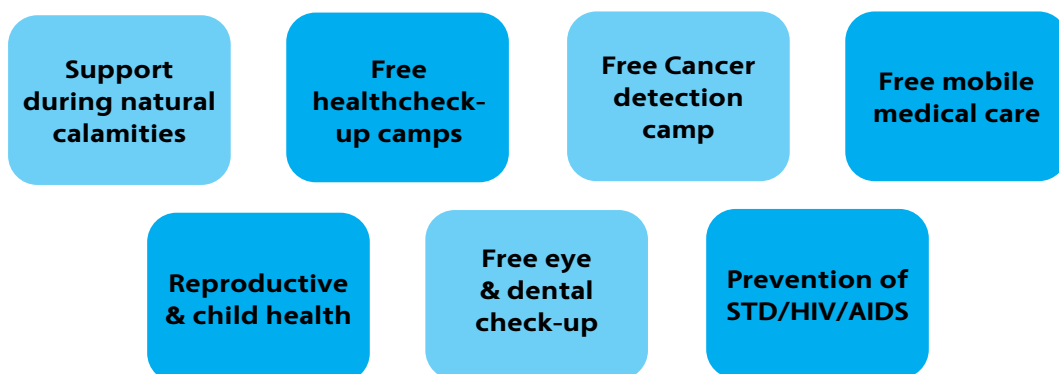 Support
during natural
calamities
Free
healthcheck-
up camps
Free Cancer
detection
camp
Free mobile
medical care
Reproductive
& child health
Free eye
& dental
check-up
Prevention of
STD/HIV/AIDS